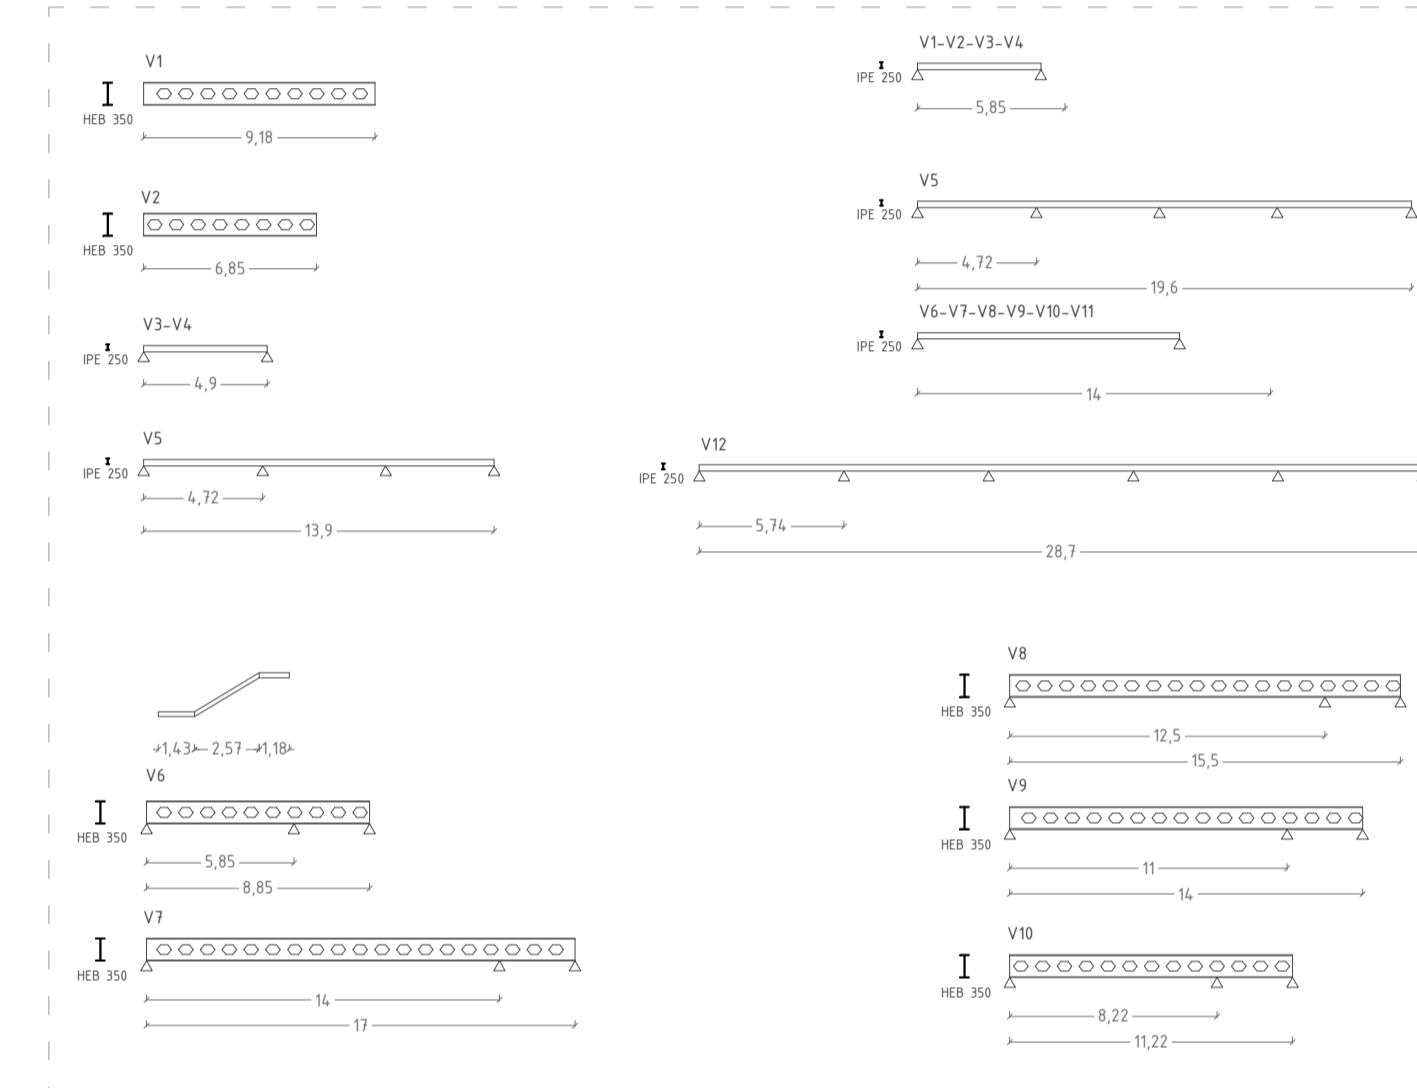 V1
HEB 350
9,18
V2
HEB 350
6,85
V3-V4
IPE 250
4,9
V5
IPE 250
4,72
13,9
1,43
2,57
1,18
V6
HEB 350
5,85
8,85
V7
HEB 350
14
17
V1-V2-V3-V4
IPE 250
5,85
V5
IPE 250
4,72
19,6
V6-V7-V8-V9-V10-V11
IPE 250
14
V12
IPE 250
5,74
28,7
V8
HEB 350
12,5
15,5
V9
HEB 350
11
14
V10
HEB 350
8,22
11,22